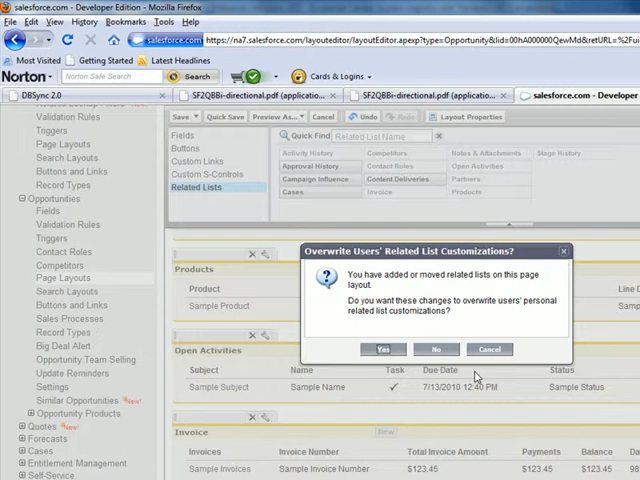 salesforce.com - Developer Edition - Mozilla Firefox
File Edit View History Bookmarks Tools Help
salesforce.com https://na7.salesforce.com/layouteditor/layoutEditor.apexp?type=Opportunity&lid=00hA000000QewMd&retURL=%2Fui
Most Visited Getting Started Latest Headlines
Norton Norton Safe Search Search Cards & Logins
DBSync 2.0 SF2QBBi-directional.pdf (applicatio... SF2QBBi-directional.pdf (applicatio... salesforce.com - Developer
Validation Rules
Triggers
Page Layouts
Search Layouts
Buttons and Links
Record Types
Opportunities
Fields
Validation Rules
Triggers
Contact Roles
Competitors
Page Layouts
Search Layouts
Buttons and Links
Sales Processes
Record Types
Big Deal Alert
Opportunity Team Selling
Update Reminders
Settings
Similar Opportunities New!
Opportunity Products
Quotes New!
Forecasts
Cases
Entitlement Management
Self-Service
Save Quick Save Preview As... Cancel Undo Redo Layout Properties
Fields
Buttons
Custom Links
Custom S-Controls
Related Lists
Quick Find Related List Name
Activity History Competitors Notes & Attachments Stage History
Approval History Contact Roles Open Activities
Campaign Influence Content Deliveries Partners
Cases Invoice Products
Overwrite Users' Related List Customizations?
You have added or moved related lists on this page
layout.
Do you want these changes to overwrite users' personal
related list customizations?
Yes No Cancel
Products
Product Line D
Sample Product Sample
Open Activities
Subject Name Task Due Date Status
Sample Subject Sample Name 7/13/2010 12:40 PM Sample Status
Invoice New
Invoices Invoice Number Total Invoice Amount Payments Balance Da
Sample Invoices Sample Invoice Number $123.45 $123.45 $123.45 98